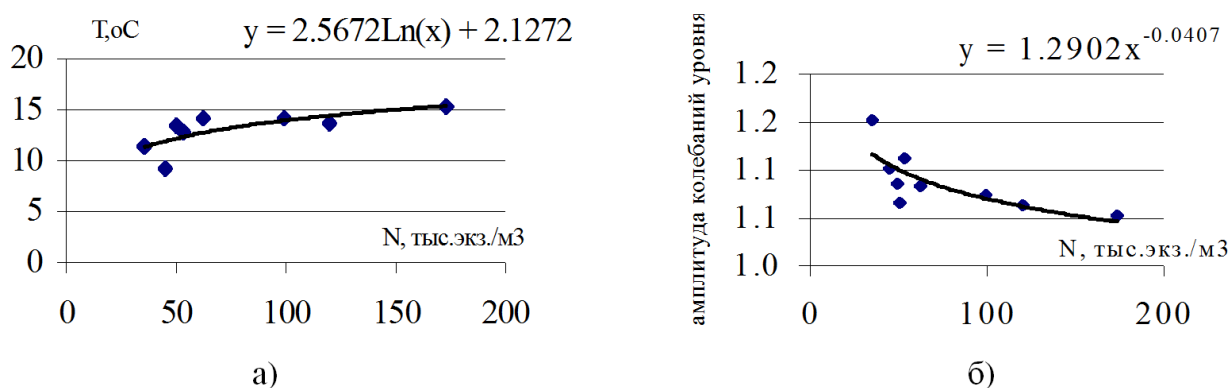 T,oC
y = 2.5672Ln(x) + 2.1272
20
15
10
5
0
N, тыс.экз./м3
0 50 100 150 200
а)
амплитуда колебаний уровня
y = 1.2902x^-0.0407
1.2
1.2
1.1
1.1
1.0
N, тыс.экз./м3
0 100 200
б)